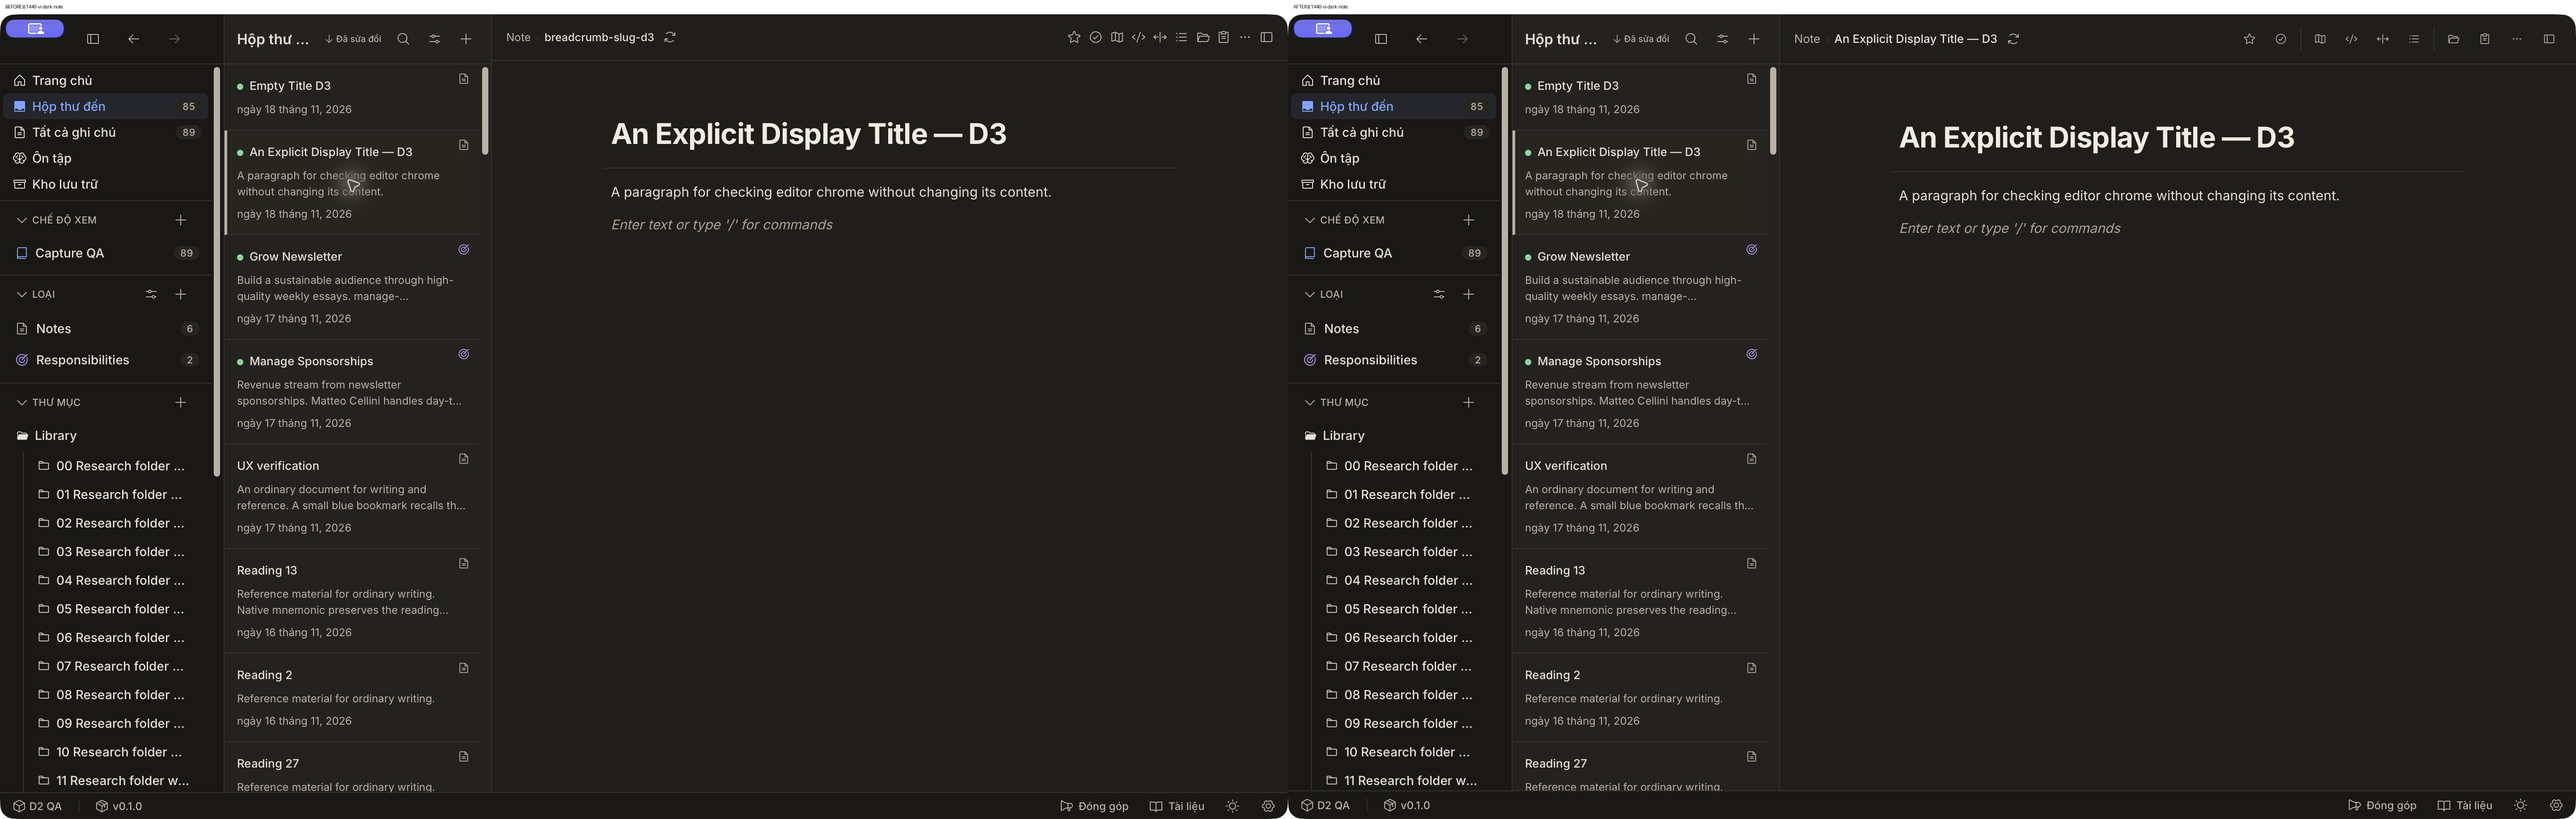 BEFORE · 1440-vi-dark-note
Hộp thư ...
Đã sửa đổi
Note
breadcrumb-slug-d3
Trang chủ
Hộp thư đến 85
Tất cả ghi chú 89
Ôn tập
Kho lưu trữ
CHẾ ĐỘ XEM
Capture QA 89
LOẠI
Notes 6
Responsibilities 2
THƯ MỤC
Library
00 Research folder ...
01 Research folder ...
02 Research folder ...
03 Research folder ...
04 Research folder ...
05 Research folder ...
06 Research folder ...
07 Research folder ...
08 Research folder ...
09 Research folder ...
10 Research folder ...
11 Research folder w...
Empty Title D3
ngày 18 tháng 11, 2026
An Explicit Display Title — D3
A paragraph for checking editor chrome
without changing its content.
ngày 18 tháng 11, 2026
Grow Newsletter
Build a sustainable audience through high-
quality weekly essays. manage-...
ngày 17 tháng 11, 2026
Manage Sponsorships
Revenue stream from newsletter
sponsorships. Matteo Cellini handles day-t...
ngày 17 tháng 11, 2026
UX verification
An ordinary document for writing and
reference. A small blue bookmark recalls th...
ngày 17 tháng 11, 2026
Reading 13
Reference material for ordinary writing.
Native mnemonic preserves the reading...
ngày 16 tháng 11, 2026
Reading 2
Reference material for ordinary writing.
ngày 16 tháng 11, 2026
Reading 27
Reference material for ordinary writing.
An Explicit Display Title — D3
A paragraph for checking editor chrome without changing its content.
Enter text or type '/' for commands
D2 QA
v0.1.0
Đóng góp
Tài liệu
1440-vi-dark-note
Hộp thư ...
Đã sửa đổi
Note
An Explicit Display Title — D3
Trang chủ
Hộp thư đến 85
Tất cả ghi chú 89
Ôn tập
Kho lưu trữ
CHẾ ĐỘ XEM
Capture QA 89
LOẠI
Notes 6
Responsibilities 2
THƯ MỤC
Library
00 Research folder ...
01 Research folder ...
02 Research folder ...
03 Research folder ...
04 Research folder ...
05 Research folder ...
06 Research folder ...
07 Research folder ...
08 Research folder ...
09 Research folder ...
10 Research folder ...
11 Research folder w...
Empty Title D3
ngày 18 tháng 11, 2026
An Explicit Display Title — D3
A paragraph for checking editor chrome
without changing its content.
ngày 18 tháng 11, 2026
Grow Newsletter
Build a sustainable audience through high-
quality weekly essays. manage-...
ngày 17 tháng 11, 2026
Manage Sponsorships
Revenue stream from newsletter
sponsorships. Matteo Cellini handles day-t...
ngày 17 tháng 11, 2026
UX verification
An ordinary document for writing and
reference. A small blue bookmark recalls th...
ngày 17 tháng 11, 2026
Reading 13
Reference material for ordinary writing.
Native mnemonic preserves the reading...
ngày 16 tháng 11, 2026
Reading 2
Reference material for ordinary writing.
ngày 16 tháng 11, 2026
Reading 27
Reference material for ordinary writing.
An Explicit Display Title — D3
A paragraph for checking editor chrome without changing its content.
Enter text or type '/' for commands
D2 QA
v0.1.0
Đóng góp
Tài liệu